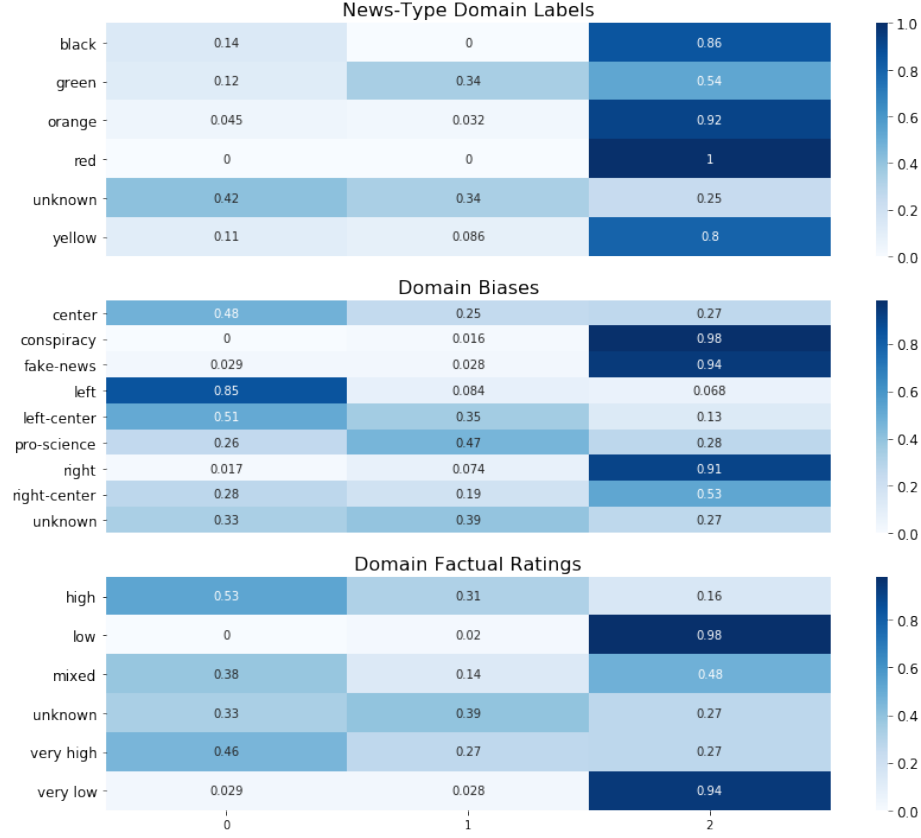 News-Type Domain Labels
black 0.14 0 0.86
green 0.12 0.34 0.54
orange 0.045 0.032 0.92
red 0 0 1
unknown 0.42 0.34 0.25
yellow 0.11 0.086 0.8
1.0
0.8
0.6
0.4
0.2
0.0
Domain Biases
center 0.48 0.25 0.27
conspiracy 0 0.016 0.98
fake-news 0.029 0.028 0.94
left 0.85 0.084 0.068
left-center 0.51 0.35 0.13
pro-science 0.26 0.47 0.28
right 0.017 0.074 0.91
right-center 0.28 0.19 0.53
unknown 0.33 0.39 0.27
0.8
0.6
0.4
0.2
0.0
Domain Factual Ratings
high 0.53 0.31 0.16
low 0 0.02 0.98
mixed 0.38 0.14 0.48
unknown 0.33 0.39 0.27
very high 0.46 0.27 0.27
very low 0.029 0.028 0.94
0 1 2
0.8
0.6
0.4
0.2
0.0